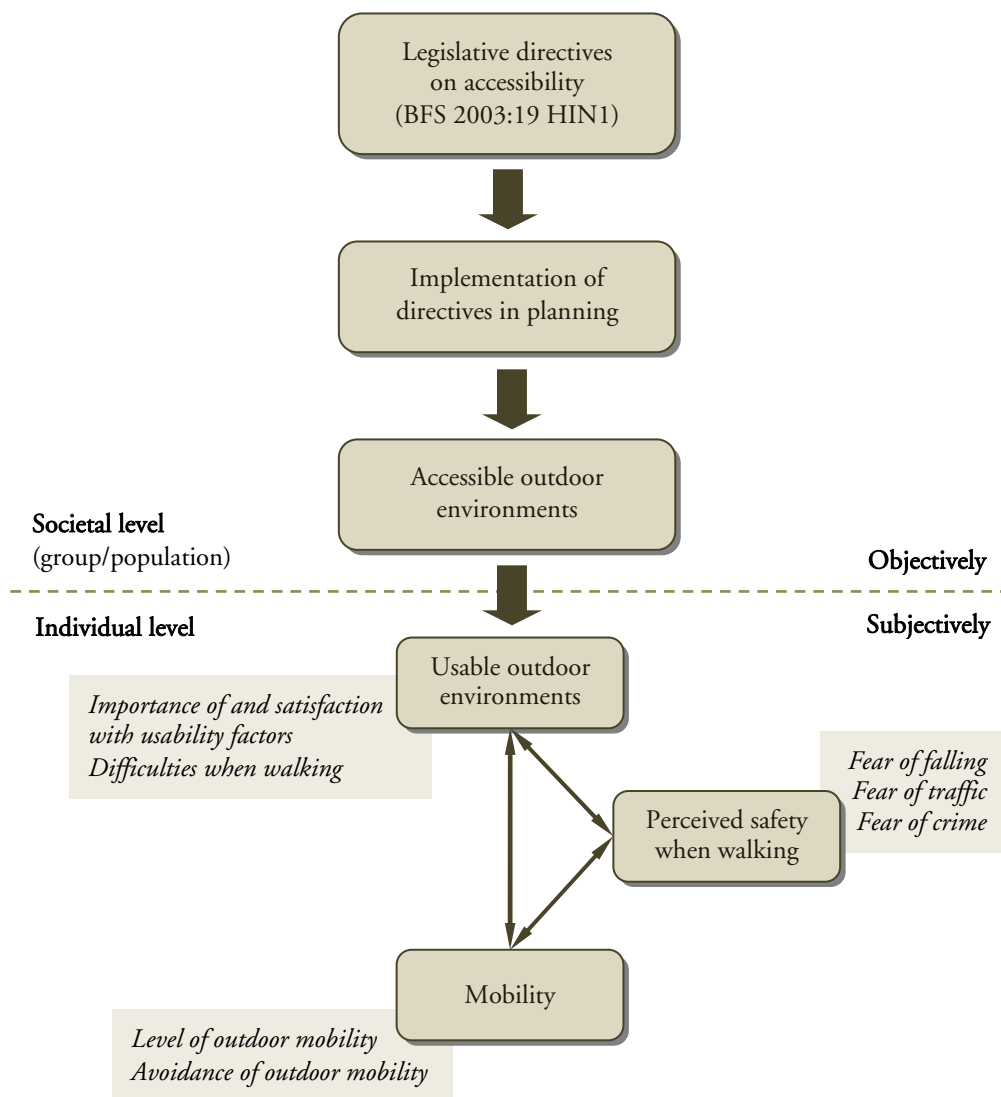 Legislative directives
on accessibility
(BFS 2003:19 HIN1)
Implementation of
directives in planning
Accessible outdoor
environments
Societal level
(group/population)
Objectively
Individual level
Subjectively
Usable outdoor
environments
Importance of and satisfaction
with usability factors
Difficulties when walking
Fear of falling
Fear of traffic
Fear of crime
Perceived safety
when walking
Mobility
Level of outdoor mobility
Avoidance of outdoor mobility